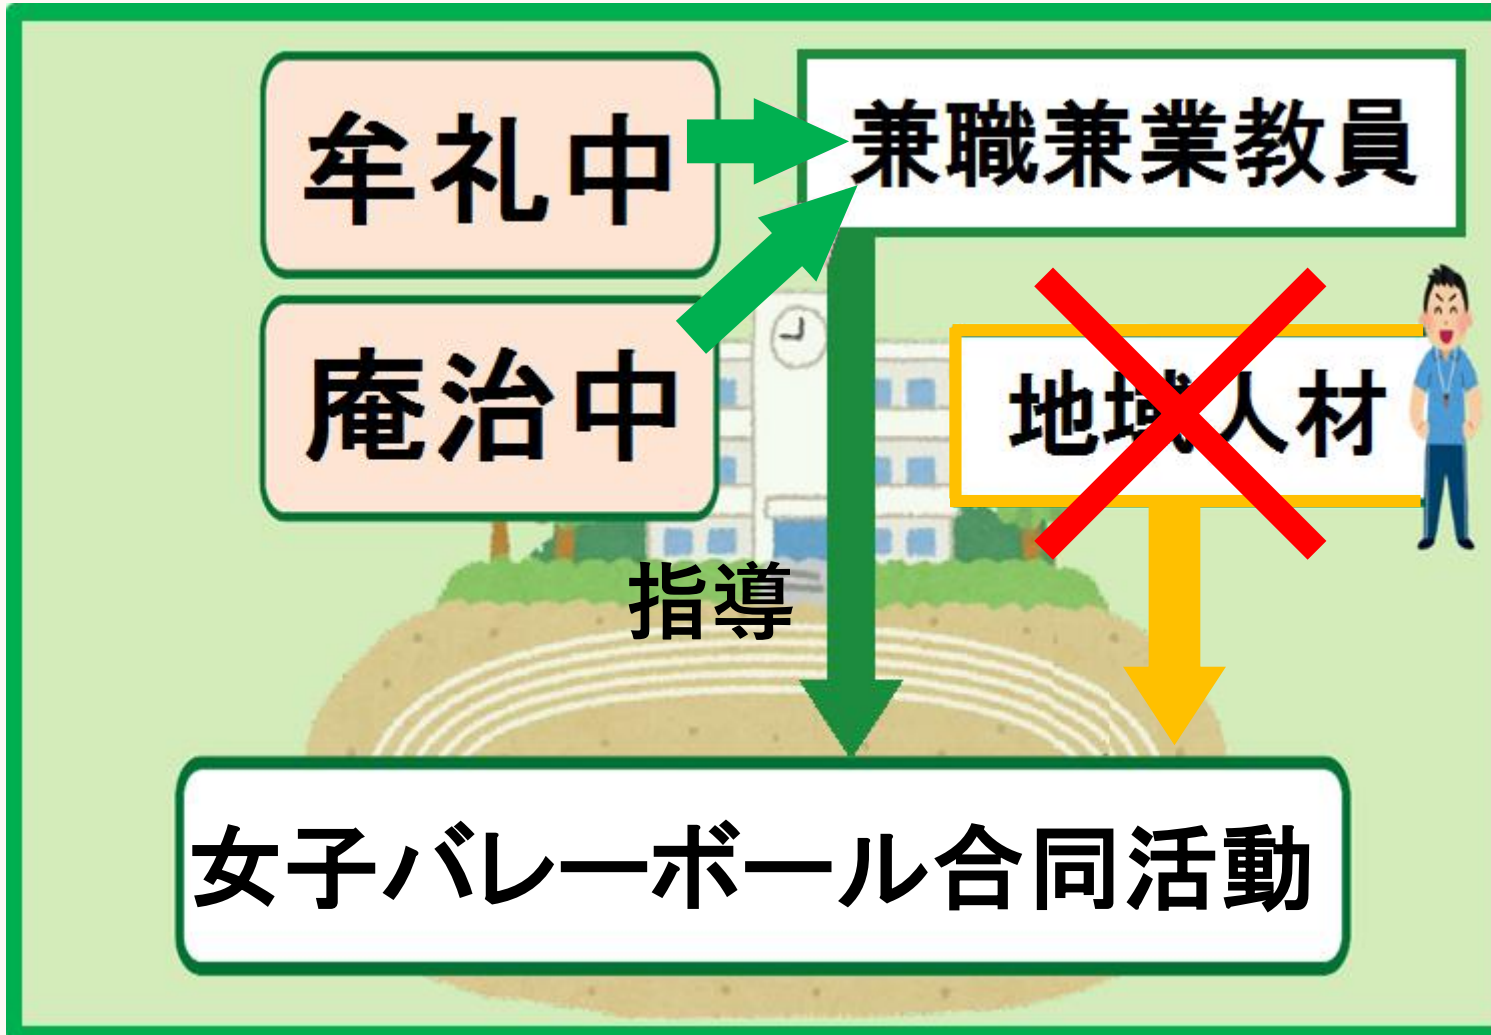 牟礼中
兼職兼業教員
庵治中
地域人材
指導
女子バレーボール合同活動